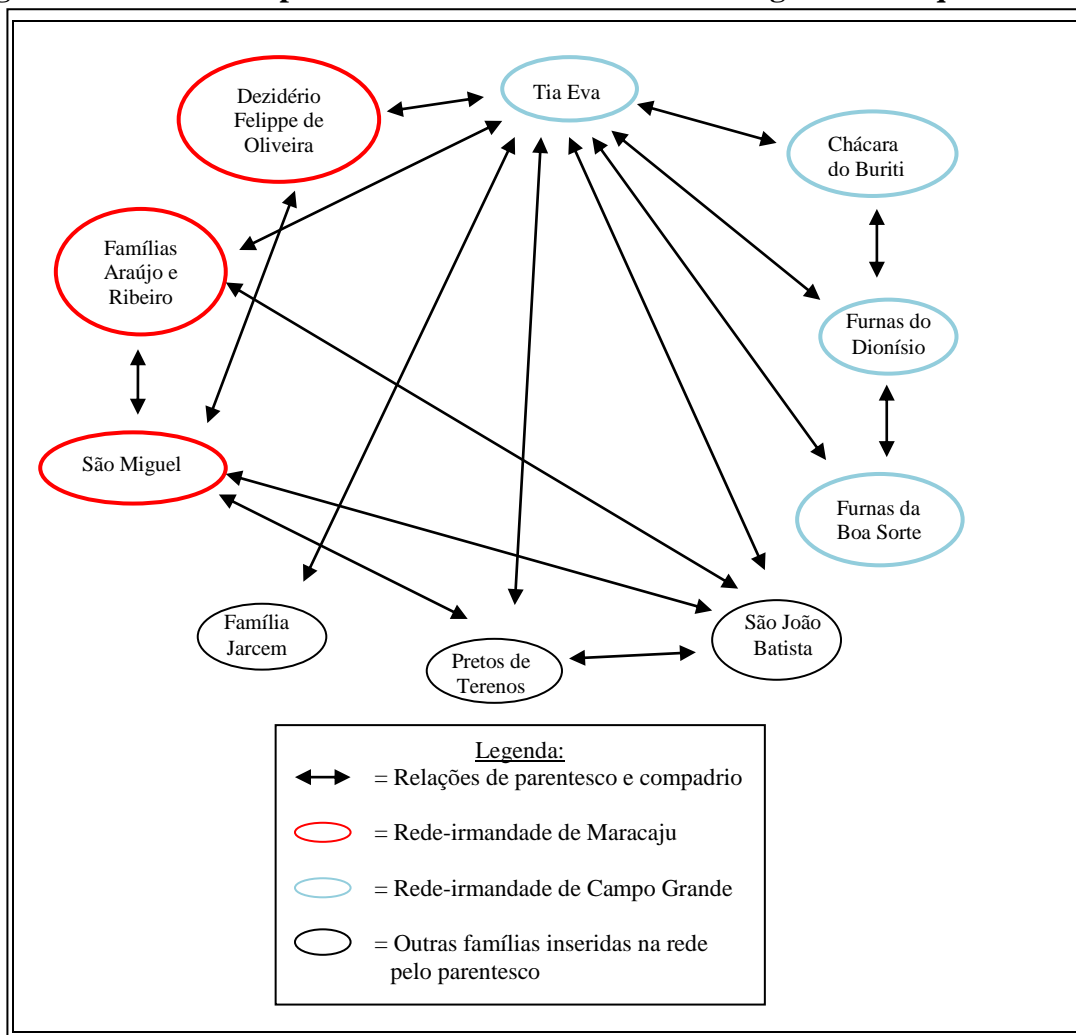 Tia Eva
Dezidério
Felippe de
Oliveira
Chácara
do Buriti
Famílias
Araújo e
Ribeiro
Furnas do
Dionísio
São Miguel
Furnas da
Boa Sorte
Família
Jarcem
Pretos de
Terenos
São João
Batista
Legenda:
= Relações de parentesco e compadrio
= Rede-irmandade de Maracaju
= Rede-irmandade de Campo Grande
= Outras famílias inseridas na rede
pelo parentesco